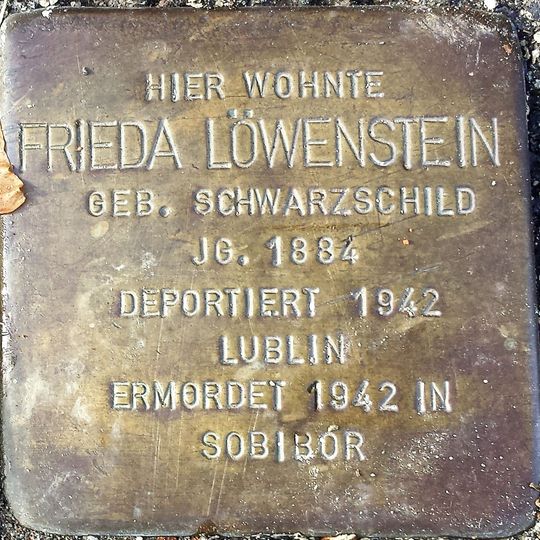 HIER WOHNTE
FRIEDA LÖWENSTEIN
GEB. SCHWARZSCHILD
JG. 1884
DEPORTIERT 1942
LUBLIN
ERMORDET 1942 IN
SOBIBÓR